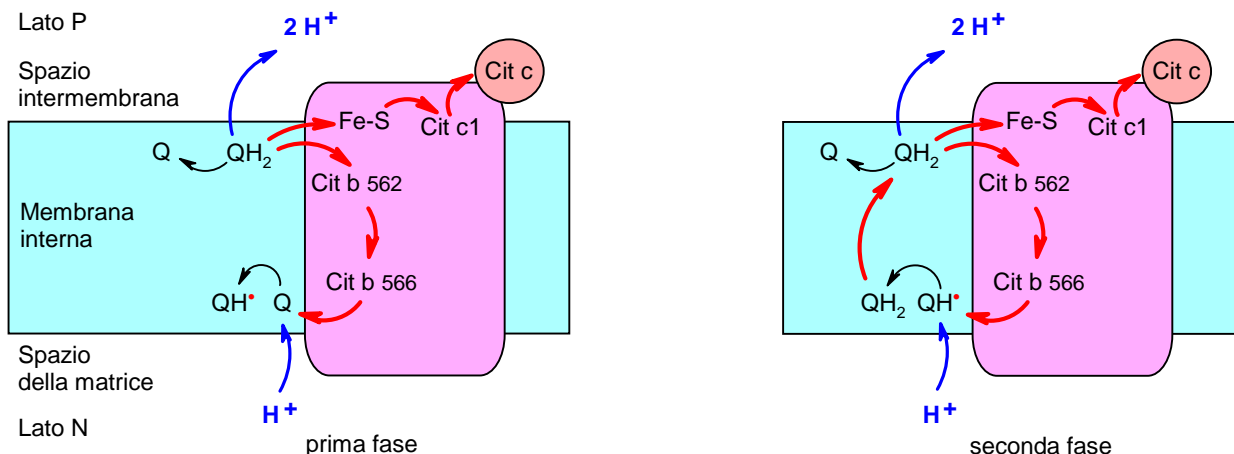 Lato P
2 H+
Spazio
intermembrana
Cit c
Fe-S
Cit c1
Q
QH2
Cit b 562
Membrana
interna
Cit b 566
QH•
Q
Spazio
della matrice
H+
Lato N
prima fase
2 H+
Cit c
Fe-S
Cit c1
Q
QH2
Cit b 562
Cit b 566
QH2
QH•
H+
seconda fase